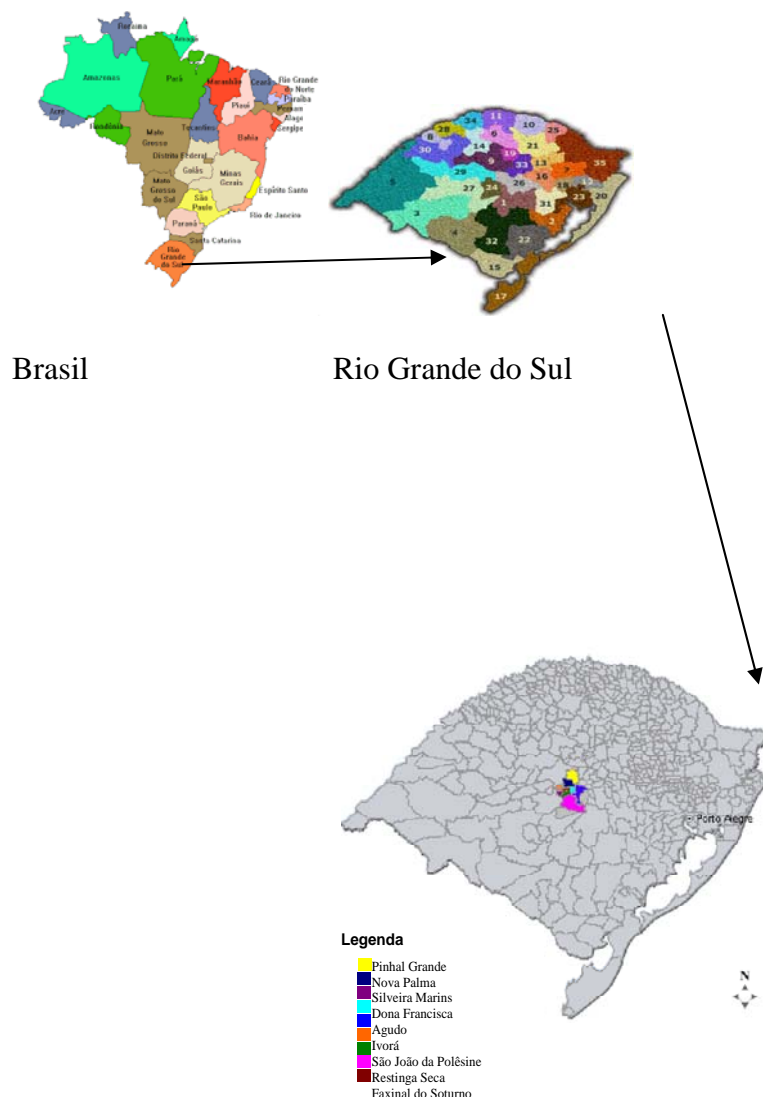 Roraima
Amapá
Amazonas
Pará
Maranhão
Ceará
Rio Grande
do Norte
Paraíba
Piauí
Pernam
Acre
Alago
Rondônia
Tocantins
Sergipe
Mato
Grosso
Bahia
Distrito Federal
Goiás
Minas
Gerais
Mato
Grosso
do Sul
Espírito Santo
São
Paulo
Rio de Janeiro
Paraná
Santa Catarina
Rio
Grande
do Sul
34
11
10
28
8
6
25
30
14
21
19
35
9
33
13
29
16
5
27
24
26
18
20
23
1
31
3
2
4
32
22
15
17
Brasil
Rio Grande do Sul
Porto Alegre
Legenda
N
Pinhal Grande
Nova Palma
Silveira Marins
Dona Francisca
Agudo
Ivorá
São João da Polêsine
Restinga Seca
Faxinal do Soturno